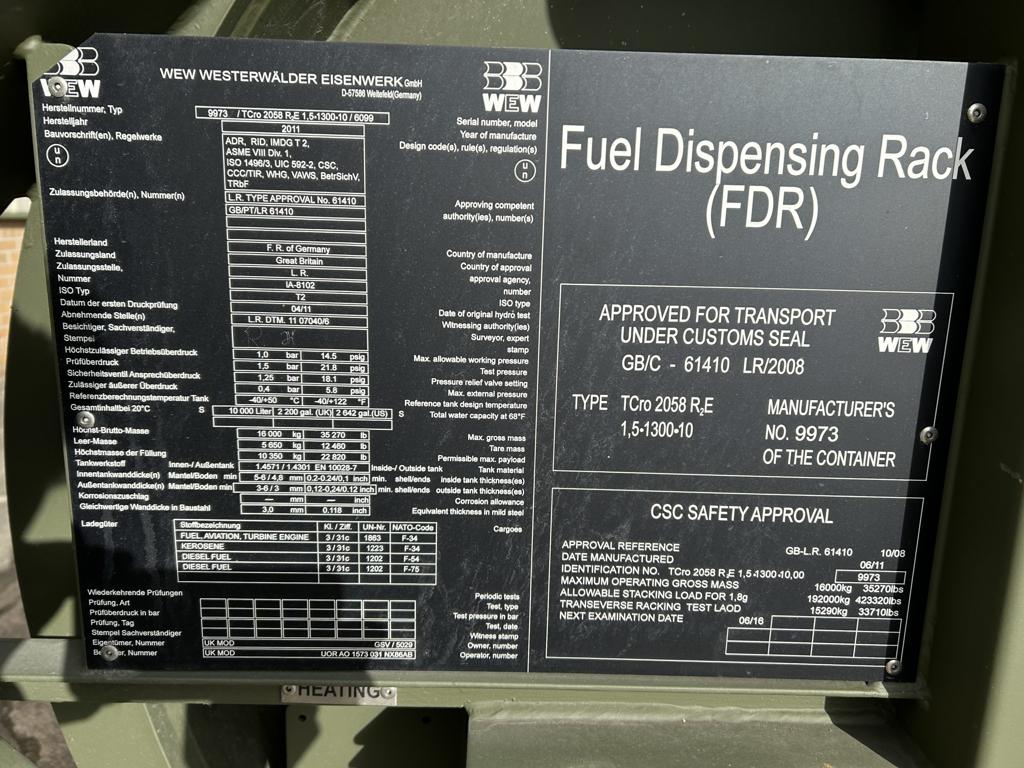 WEW
WEW WESTERWÄLDER EISENWERK GmbH
D-57586 Weitefeld(Germany)
WEW
Herstellnummer, Typ 9973 / TCro 2058 R₂E 1,5-1300-10 / 6099 Serial number, model
Herstelljahr 2011 Year of manufacture
Bauvorschrift(en), Regelwerke ADR, RID, IMDG T 2, Design code(s), rule(s), regulation(s)
ASME VIII Div. 1,
u n ISO 1496/3, UIC 592-2, CSC, u n
CCC/TIR, WHG, VAWS, BetrSichV,
TRbF
Zulassungsbehörde(n), Nummer(n) L.R. TYPE APPROVAL No. 61410 Approving competent
GB/PT/LR 61410 authority(ies), number(s)
Herstellerland F. R. of Germany Country of manufacture
Zulassungsland Great Britain Country of approval
Zulassungsstelle, L. R. approval agency,
Nummer IA-8102 number
ISO Typ T2 ISO type
Datum der ersten Druckprüfung 04/11 Date of original hydro test
Abnehmende Stelle(n) L.R. DTM. 11 07040/6 Witnessing authority(ies)
Besichtiger, Sachverständiger, Surveyor, expert
Stempel stamp
Höchstzulässiger Betriebsüberdruck 1,0 bar 14.5 psig Max. allowable working pressure
Prüfüberdruck 1,5 bar 21.8 psig Test pressure
Sicherheitsventil Ansprechüberdruck 1,25 bar 18.1 psig Pressure relief valve setting
Zulässiger äußerer Überdruck 0,4 bar 5.8 psig Max. external pressure
Referenzberechnungstemperatur Tank -40/+50 °C -40/+122 °F Reference tank design temperature
Gesamtinhaltbei 20°C S 10 000 Liter 2 200 gal. (UK) 2 642 gal.(US) S Total water capacity at 68°F
Höchst-Brutto-Masse 16 000 kg 35 270 lb Max. gross mass
Leer-Masse 5 650 kg 12 460 lb Tare mass
Höchstmasse der Füllung 10 350 kg 22 820 lb Permissible max. payload
Tankwerkstoff Innen-/ Außentank 1.4571 / 1.4301 EN 10028-7 Inside-/ Outside tank Tank material
Innentankwanddicke(n) Mantel/Boden min 5-6 / 4,8 mm 0.2-0.24/0.1 inch min. shell/ends inside tank thickness(es)
Außentankwanddicke(n) Mantel/Boden min 3-6 / 3 mm 0,12-0,24/0.12 inch min. shell/ends outside tank thickness(es)
Korrosionszuschlag — mm — inch Corrosion allowance
Gleichwertige Wanddicke in Baustahl 3,0 mm 0.118 inch Equivalent thickness in mild steel
Ladegüter Stoffbezeichnung Kl. / Ziff. UN-Nr. NATO-Code Cargoes
FUEL, AVIATION, TURBINE ENGINE 3 / 31c 1863 F-34
KEROSENE 3 / 31c 1223 F-34
DIESEL FUEL 3 / 31c 1202 F-54
DIESEL FUEL 3 / 31c 1202 F-75
Wiederkehrende Prüfungen Periodic tests
Prüfung, Art Test, type
Prüfüberdruck in bar Test pressure in bar
Prüfung, Tag Test, date
Stempel Sachverständiger Witness stamp
Eigentümer, Nummer UK MOD GSV / 5029 Owner, number
Nummer UK MOD UOR AO 1573 031 NX86AB Operator, number
Fuel Dispensing Rack
(FDR)
APPROVED FOR TRANSPORT
UNDER CUSTOMS SEAL
GB/C - 61410 LR/2008
WEW
TYPE TCro 2058 R₂E MANUFACTURER'S
1,5-1300-10 NO. 9973
OF THE CONTAINER
CSC SAFETY APPROVAL
APPROVAL REFERENCE GB-L.R. 61410 10/08
DATE MANUFACTURED 06/11
IDENTIFICATION NO. TCro 2058 R₂E 1,5-1300-10,00 9973
MAXIMUM OPERATING GROSS MASS 16000kg 35270lbs
ALLOWABLE STACKING LOAD FOR 1,8g 192000kg 423320lbs
TRANSEVERSE RACKING TEST LAOD 15290kg 33710lbs
NEXT EXAMINATION DATE 06/16
HEATING